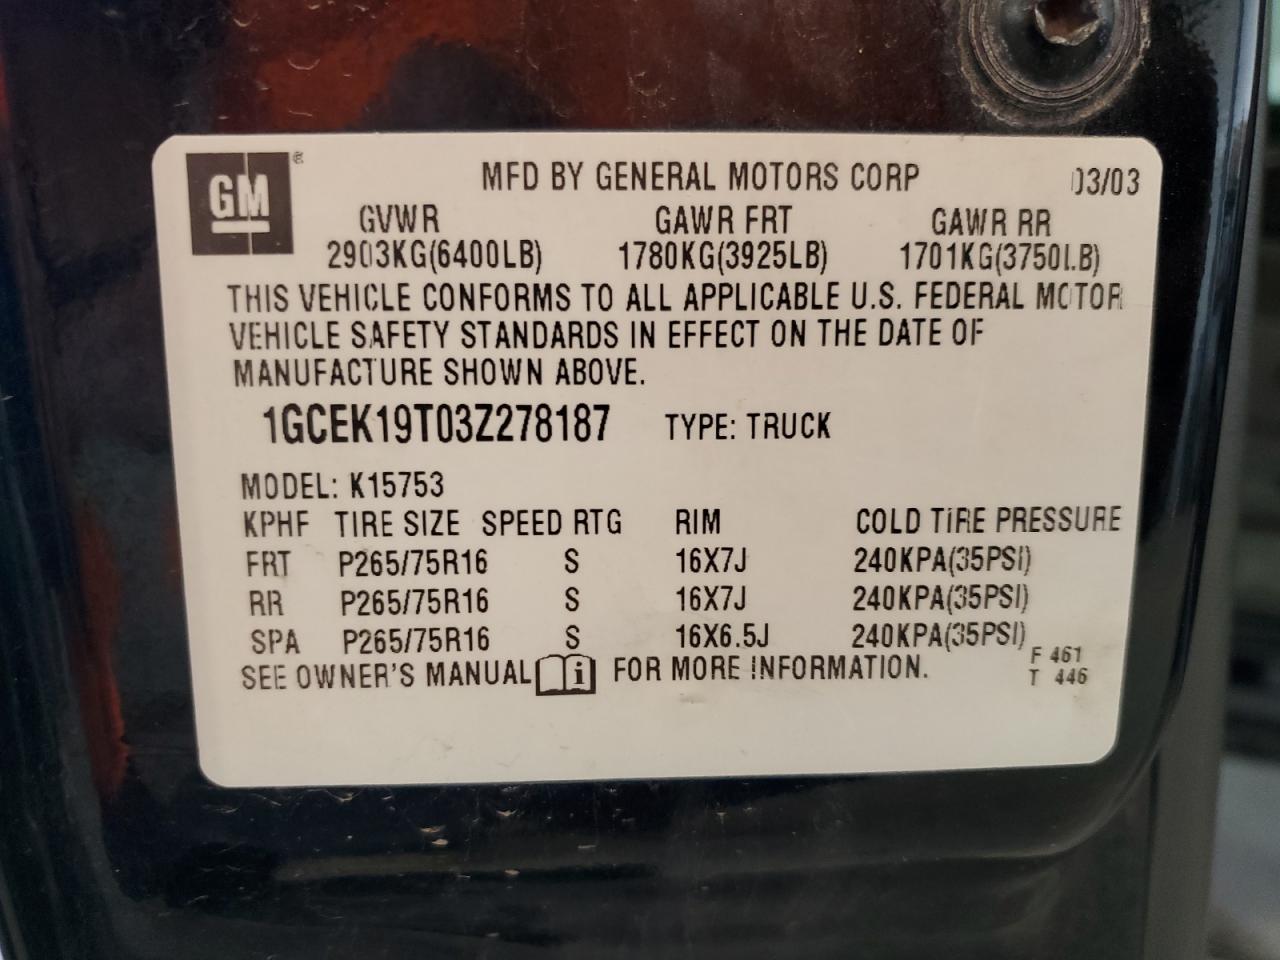 GM®
MFD BY GENERAL MOTORS CORP 03/03
GVWR GAWR FRT GAWR RR
2903KG(6400LB) 1780KG(3925LB) 1701KG(3750LB)
THIS VEHICLE CONFORMS TO ALL APPLICABLE U.S. FEDERAL MOTOR
VEHICLE SAFETY STANDARDS IN EFFECT ON THE DATE OF
MANUFACTURE SHOWN ABOVE.
1GCEK19T03Z278187 TYPE: TRUCK
MODEL: K15753
KPHF TIRE SIZE SPEED RTG RIM COLD TIRE PRESSURE
FRT P265/75R16 S 16X7J 240KPA(35PSI)
RR P265/75R16 S 16X7J 240KPA(35PSI)
SPA P265/75R16 S 16X6.5J 240KPA(35PSI)
SEE OWNER'S MANUAL i FOR MORE INFORMATION.
F 461
T 446